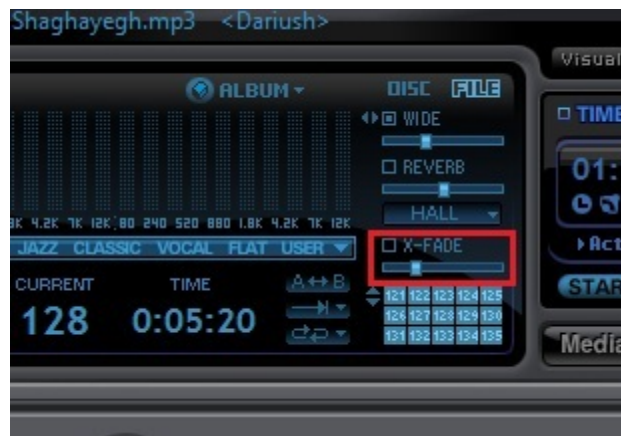 Shaghayegh.mp3 <Dariush>
Visual
ALBUM
DISC FILE
WIDE
TIME
REVERB
01:
HALL
3K 4.2K 7K 12K 80 240 520 880 1.8K 4.2K 7K 12K
JAZZ CLASSIC VOCAL FLAT USER
X-FADE
Act
CURRENT TIME A B
STAR
128 0:05:20
121 122 123 124 125
126 127 128 129 130
131 132 133 134 135
Media